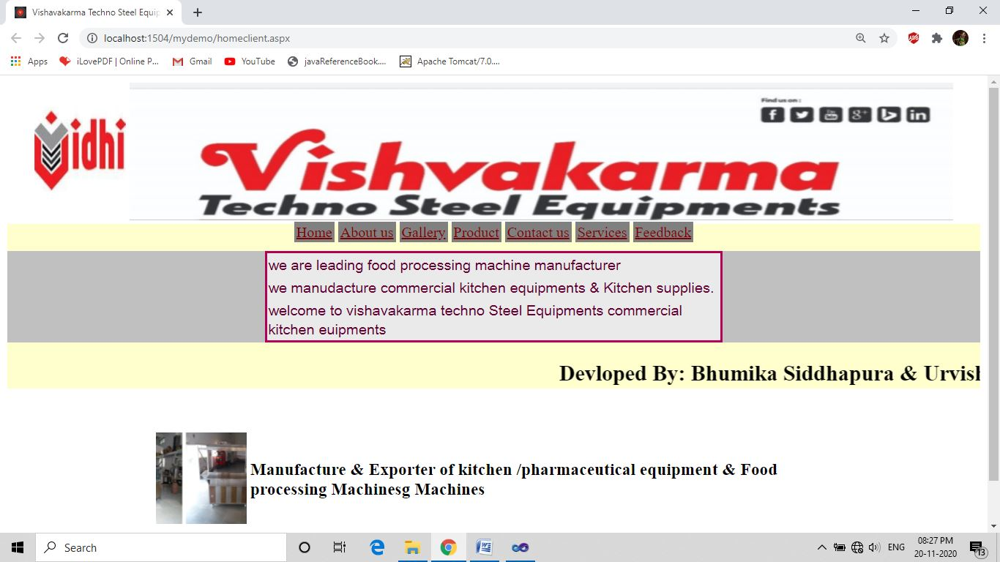 Vishavakarma Techno Steel Equip
localhost:1504/mydemo/homeclient.aspx
ABB
Apps
iLovePDF | Online P...
Gmail
YouTube
javaReferenceBook....
Apache Tomcat/7.0....
Find us on :
idhi
Vishvakarma
Techno Steel Equipments
Home About us Gallery Product Contact us Services Feedback
we are leading food processing machine manufacturer
we manudacture commercial kitchen equipments & Kitchen supplies.
welcome to vishavakarma techno Steel Equipments commercial
kitchen euipments
Devloped By: Bhumika Siddhapura & Urvish
Manufacture & Exporter of kitchen /pharmaceutical equipment & Food
processing Machinesg Machines
Search
ENG
08:27 PM
20-11-2020
13